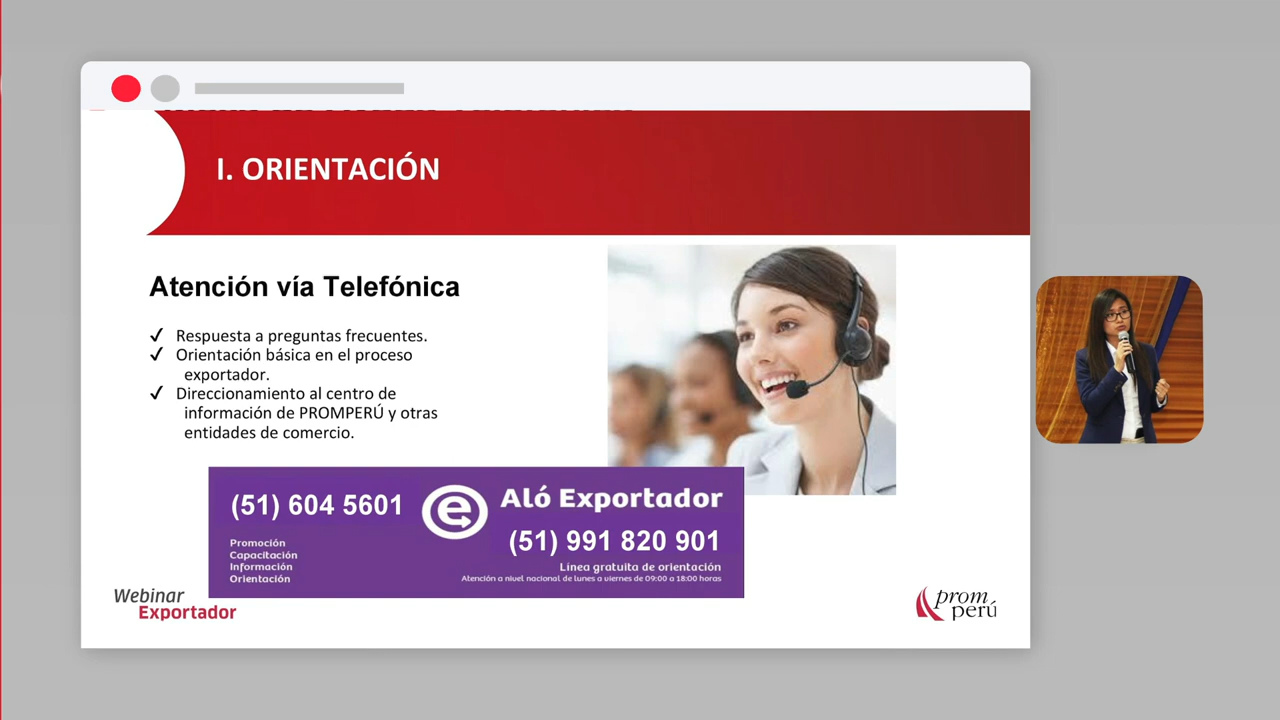 I. ORIENTACIÓN
Atención vía Telefónica
✓ Respuesta a preguntas frecuentes.
✓ Orientación básica en el proceso
exportador.
✓ Direccionamiento al centro de
información de PROMPERÚ y otras
entidades de comercio.
(51) 604 5601
Promoción
Capacitación
Información
Orientación
Aló Exportador
(51) 991 820 901
Línea gratuita de orientación
Atención a nivel nacional de lunes a viernes de 09:00 a 18:00 horas
Webinar
Exportador
prom
perú